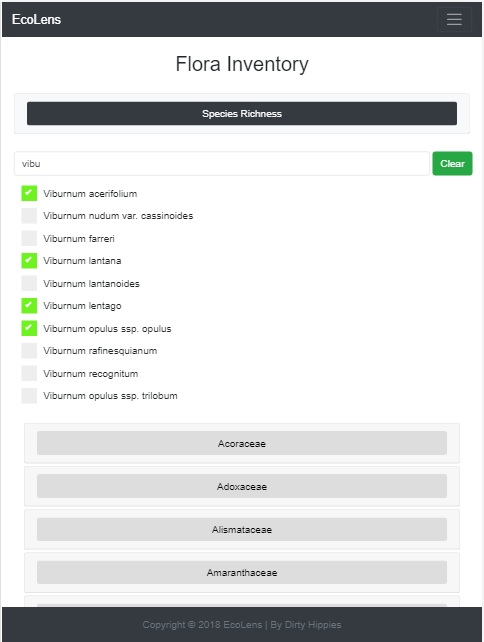 EcoLens
Flora Inventory
Species Richness
vibu
Clear
Viburnum acerifolium
Viburnum nudum var. cassinoides
Viburnum farreri
Viburnum lantana
Viburnum lantanoides
Viburnum lentago
Viburnum opulus ssp. opulus
Viburnum rafinesquianum
Viburnum recognitum
Viburnum opulus ssp. trilobum
Acoraceae
Adoxaceae
Alismataceae
Amaranthaceae
Copyright © 2018 EcoLens | By Dirty Hippies